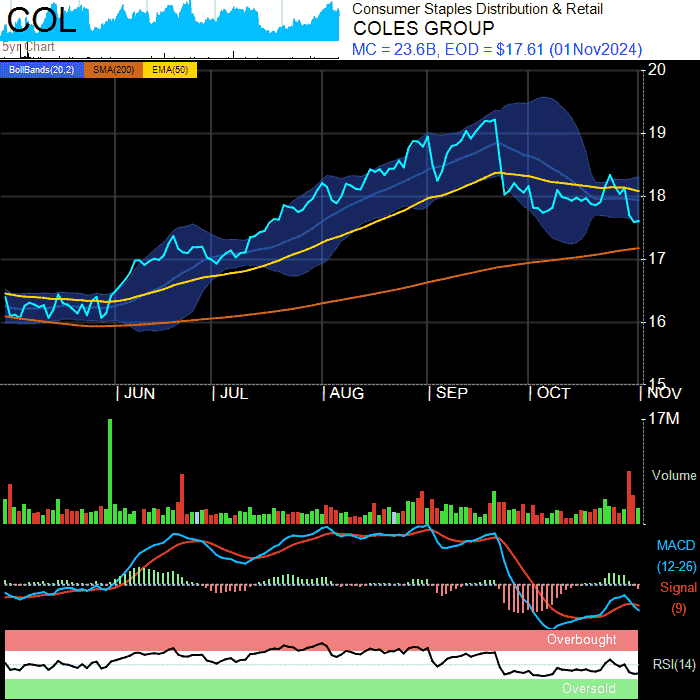 COL
5yr Chart
Consumer Staples Distribution & Retail
COLES GROUP
MC = 23.6B, EOD = $17.61 (01Nov2024)
BollBands(20,2) SMA(200) EMA(50)
20
19
18
17
16
15
JUN JUL AUG SEP OCT NOV
17M
Volume
MACD
(12-26)
Signal
(9)
Overbought
RSI(14)
Oversold